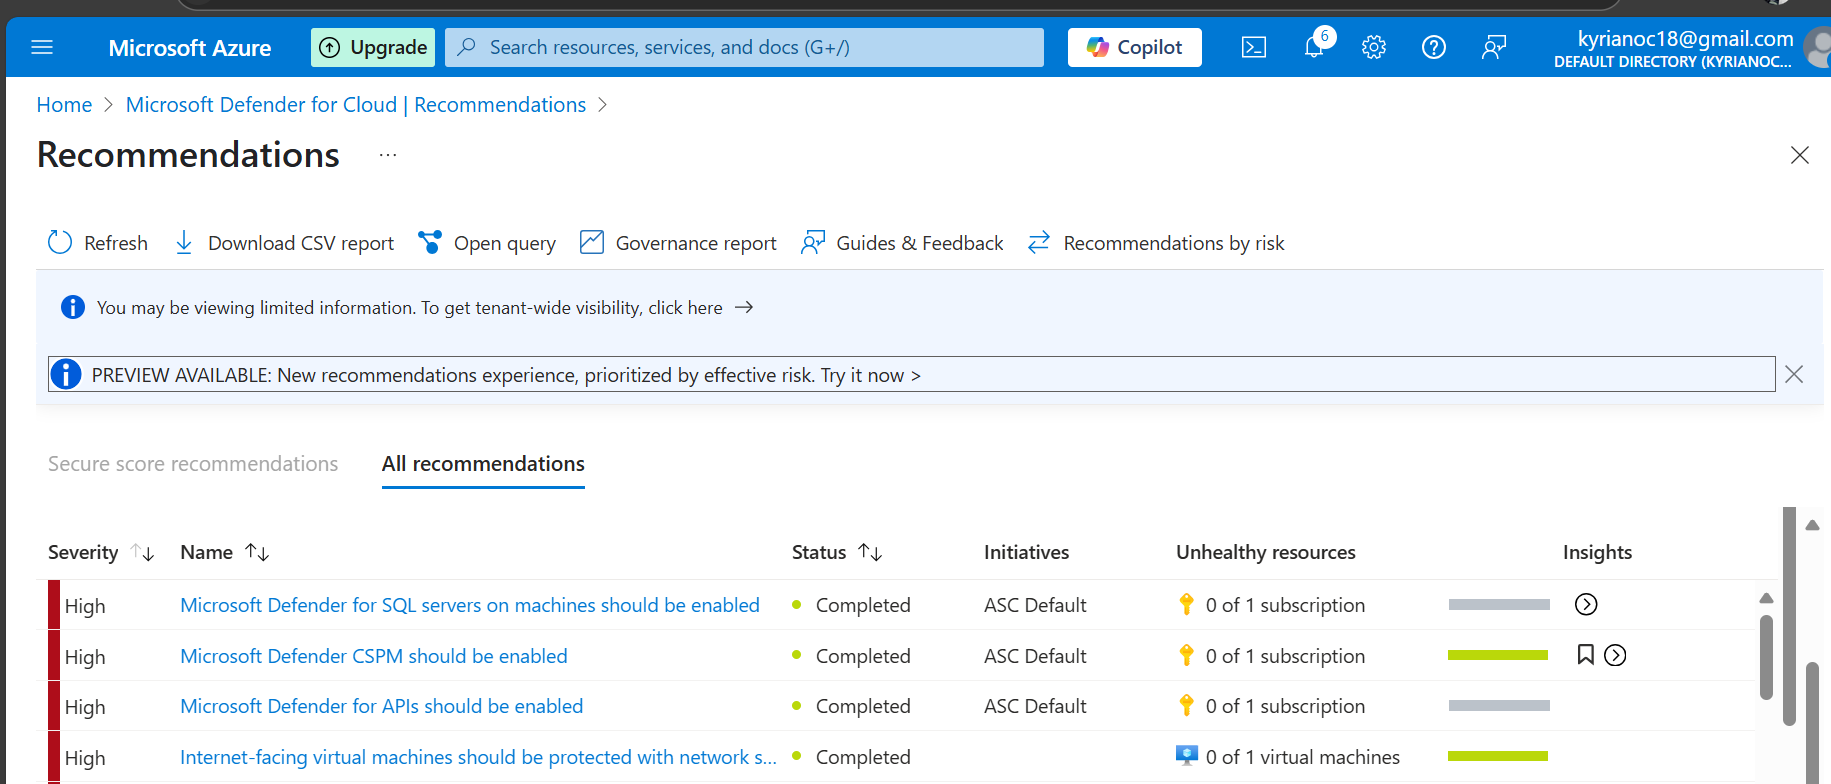 Microsoft Azure
Upgrade
Search resources, services, and docs (G+/)
Copilot
6
kyrianoc18@gmail.com
DEFAULT DIRECTORY (KYRIANOC...
Home > Microsoft Defender for Cloud | Recommendations >
Recommendations ...
Refresh
Download CSV report
Open query
Governance report
Guides & Feedback
Recommendations by risk
You may be viewing limited information. To get tenant-wide visibility, click here →
PREVIEW AVAILABLE: New recommendations experience, prioritized by effective risk. Try it now >
Secure score recommendations
All recommendations
Severity ↑↓ Name ↑↓ Status ↑↓ Initiatives Unhealthy resources Insights
High Microsoft Defender for SQL servers on machines should be enabled Completed ASC Default 0 of 1 subscription
High Microsoft Defender CSPM should be enabled Completed ASC Default 0 of 1 subscription
High Microsoft Defender for APIs should be enabled Completed ASC Default 0 of 1 subscription
High Internet-facing virtual machines should be protected with network s... Completed 0 of 1 virtual machines